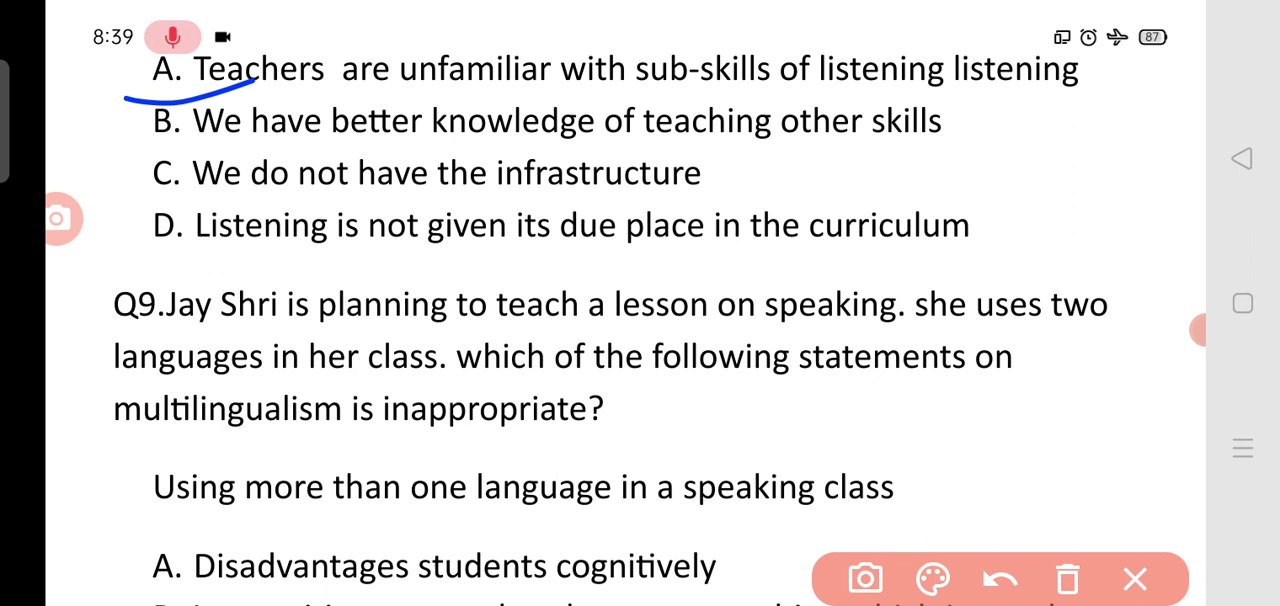 8:39
87
A. Teachers are unfamiliar with sub-skills of listening listening
B. We have better knowledge of teaching other skills
C. We do not have the infrastructure
D. Listening is not given its due place in the curriculum
Q9.Jay Shri is planning to teach a lesson on speaking. she uses two
languages in her class. which of the following statements on
multilingualism is inappropriate?
Using more than one language in a speaking class
A. Disadvantages students cognitively